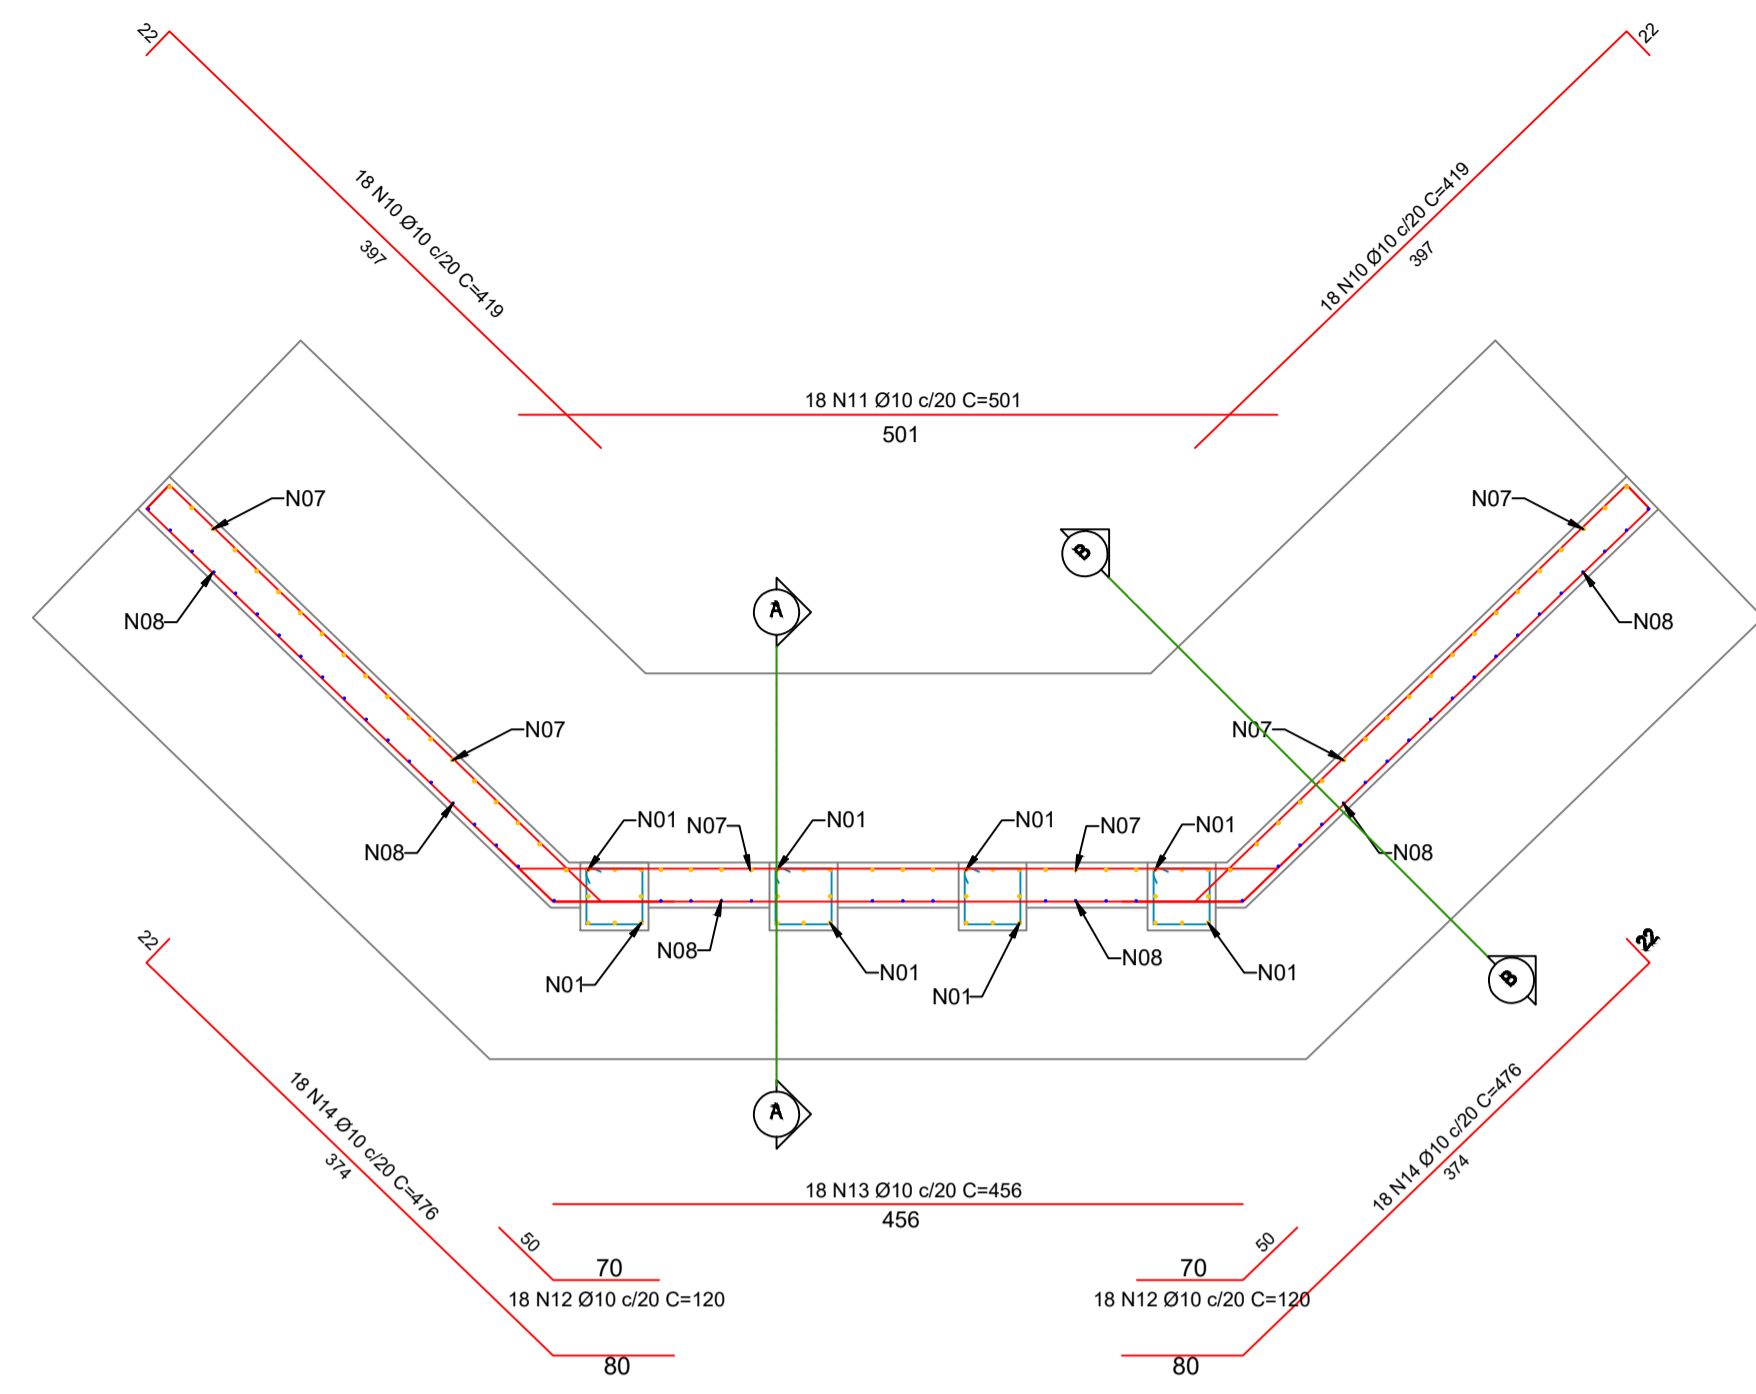 22
22
18 N10 Ø10 c/20 C=419
397
18 N10 Ø10 c/20 C=419
397
18 N11 Ø10 c/20 C=501
501
N07
N07
B
A
N08
N08
N07
N07
N01
N07
N01
N01
N07
N01
N08
N08
N08
N08
N01
N01
N01
N01
22
22
B
A
18 N14 Ø10 c/20 C=476
374
18 N14 Ø10 c/20 C=476
374
18 N13 Ø10 c/20 C=456
456
50
70
18 N12 Ø10 c/20 C=120
50
70
18 N12 Ø10 c/20 C=120
80
80